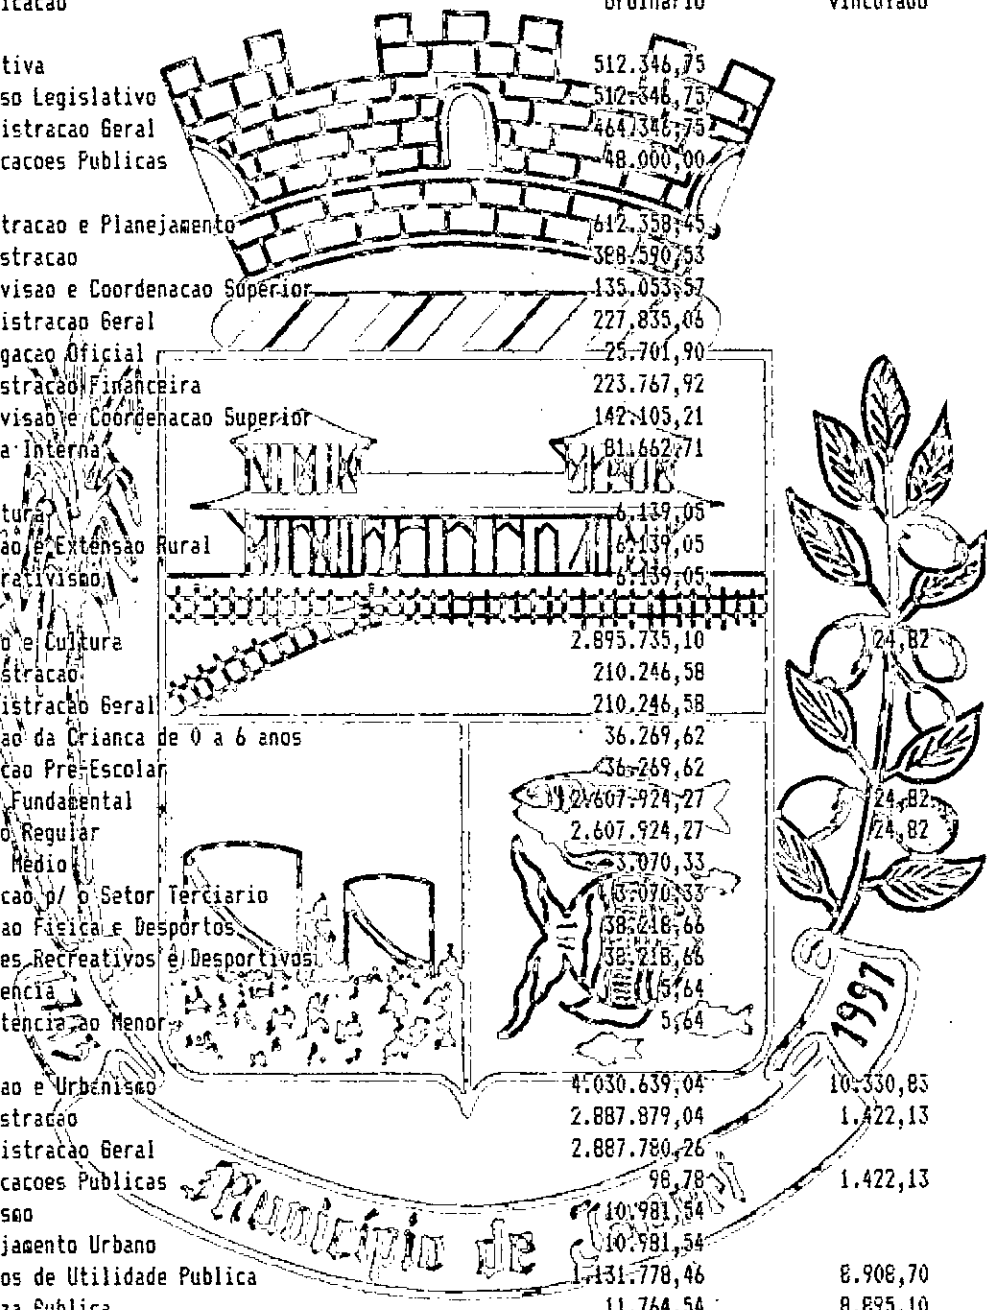 icacao Ordinario Vinculado
tiva 512.346,75
so Legislativo 512.346,75
istracao Geral 464.346,75
cacoes Publicas 48.000,00
tracao e Planejamento 612.358,45
stracao 388.590,53
visao e Coordenacao Superior 135.053,57
istracao Geral 227.835,06
gacao Oficial 25.701,90
stracao Financeira 223.767,92
visao e Coordenacao Superior 142.105,21
a Interna 81.662,71
tura 6.139,05
ao e Extensao Rural 6.139,05
rativismo 6.139,05
o e Cultura 2.895.735,10 24,82
stracao 210.246,58
istracao Geral 210.246,58
ao da Crianca de 0 a 6 anos 36.269,62
cao Pre-Escolar 36.269,62
Fundamental 2.607.924,27 24,82
o Regular 2.607.924,27 24,82
Medio 3.070,33
cao p/ o Setor Terciario 3.070,33
ao Fisica e Desportos 38.218,66
es Recreativos e Desportivos 38.218,66
encia 5,64
tencia ao Menor 5,64
1997
ao e Urbanismo 4.030.639,04 10.330,83
stracao 2.887.879,04 1.422,13
istracao Geral 2.887.780,26
cacoes Publicas 98,78 1.422,13
smo 10.981,54
jamento Urbano 10.981,54
os de Utilidade Publica 1.131.778,46 8.908,70
za Publica 11.764,54 8.895,10
Município de